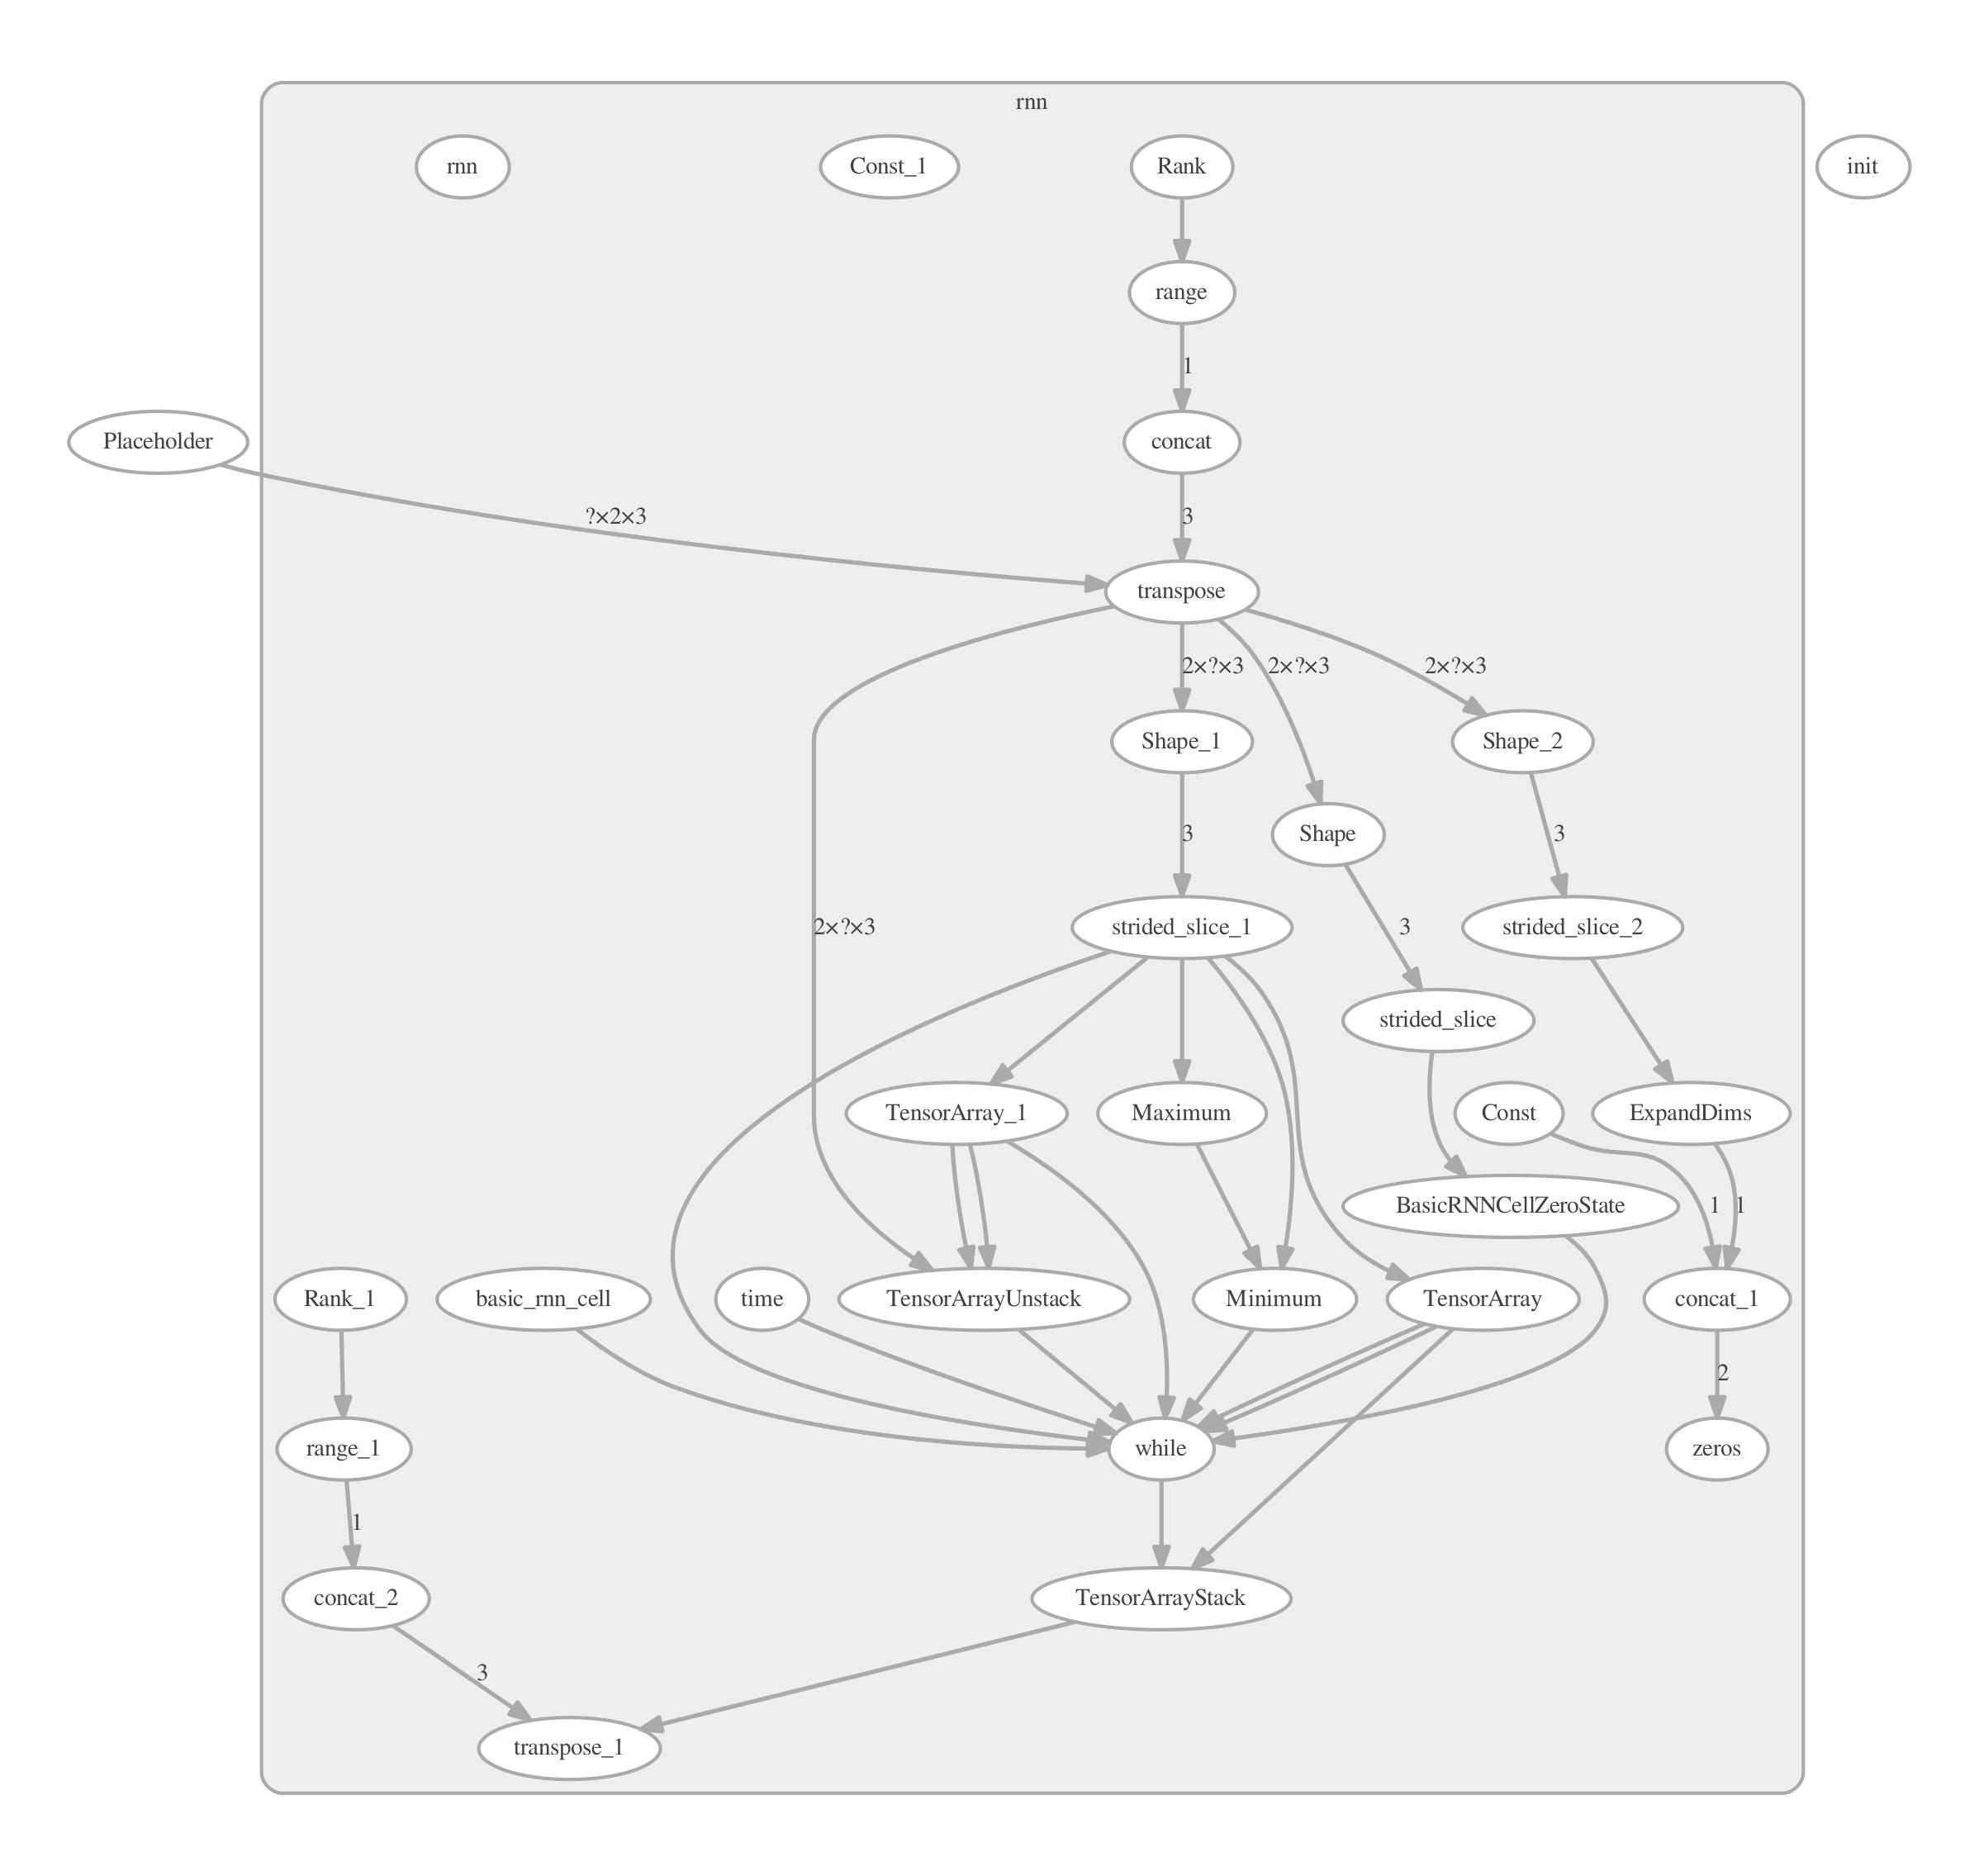 rnn
rnn
Const_1
Rank
init
range
1
Placeholder
concat
?×2×3
3
transpose
2×?×3
2×?×3
2×?×3
Shape_1
Shape_2
3
Shape
3
2×?×3
strided_slice_1
3
strided_slice_2
strided_slice
TensorArray_1
Maximum
Const
ExpandDims
BasicRNNCellZeroState
1
1
Rank_1
basic_rnn_cell
time
TensorArrayUnstack
Minimum
TensorArray
concat_1
2
range_1
while
zeros
1
concat_2
TensorArrayStack
3
transpose_1